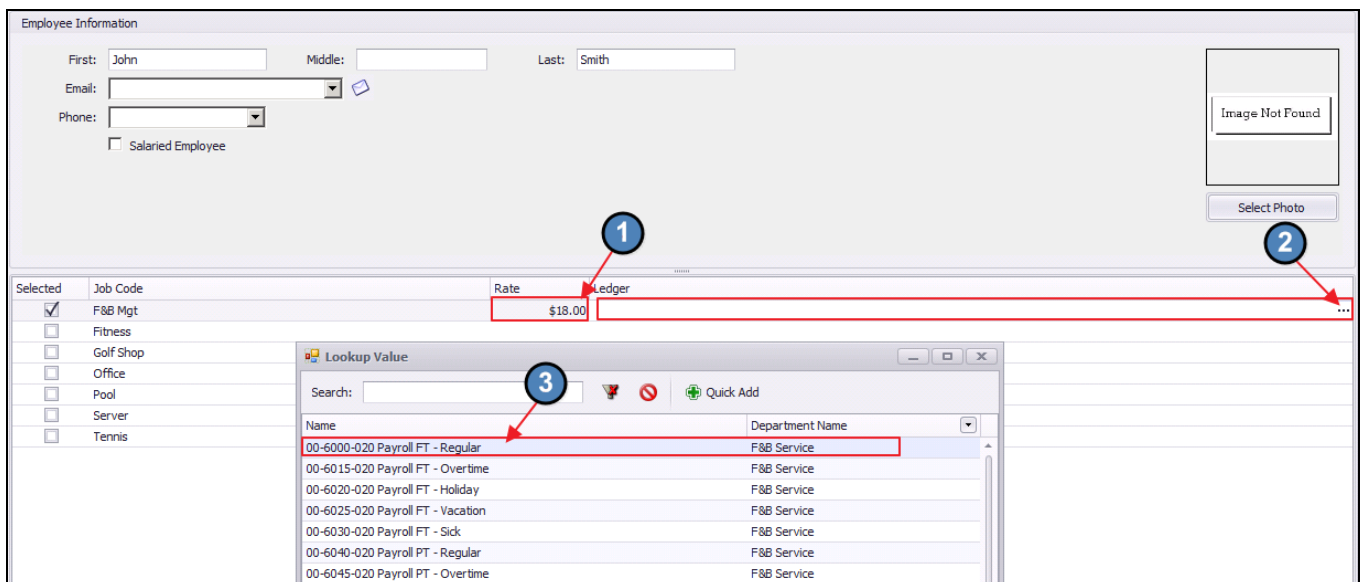 Employee Information
First: John Middle: Last: Smith
Email:
Phone:
Salaried Employee
Image Not Found
Select Photo
1
2
Selected Job Code Rate Ledger
F&B Mgt $18.00 ...
Fitness
Golf Shop
Office
Pool
Server
Tennis
Lookup Value
Search: 3 Quick Add
Name Department Name
00-6000-020 Payroll FT - Regular F&B Service
00-6015-020 Payroll FT - Overtime F&B Service
00-6020-020 Payroll FT - Holiday F&B Service
00-6025-020 Payroll FT - Vacation F&B Service
00-6030-020 Payroll FT - Sick F&B Service
00-6040-020 Payroll PT - Regular F&B Service
00-6045-020 Payroll PT - Overtime F&B Service